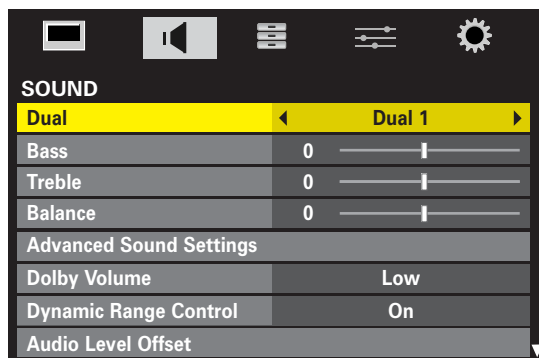 SOUND
Dual Dual 1
Bass 0
Treble 0
Balance 0
Advanced Sound Settings
Dolby Volume Low
Dynamic Range Control On
Audio Level Offset